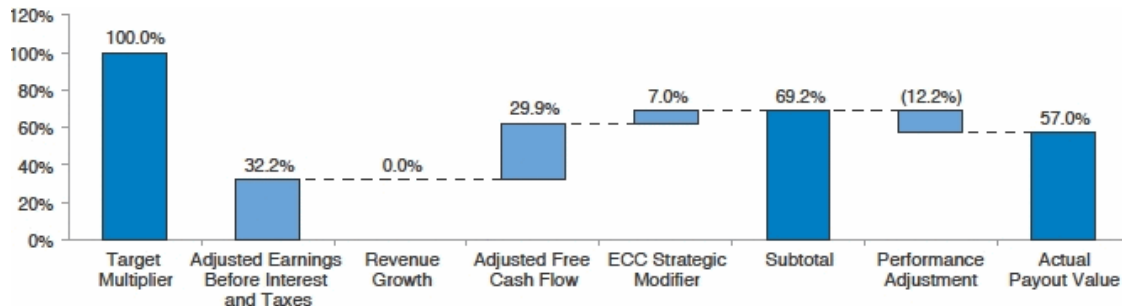 120%
100%
80%
60%
40%
20%
0%
100.0%
32.2%
0.0%
29.9%
7.0%
69.2%
(12.2%)
57.0%
Target
Multiplier
Adjusted Earnings
Before Interest
and Taxes
Revenue
Growth
Adjusted Free
Cash Flow
ECC Strategic
Modifier
Subtotal
Performance
Adjustment
Actual
Payout Value